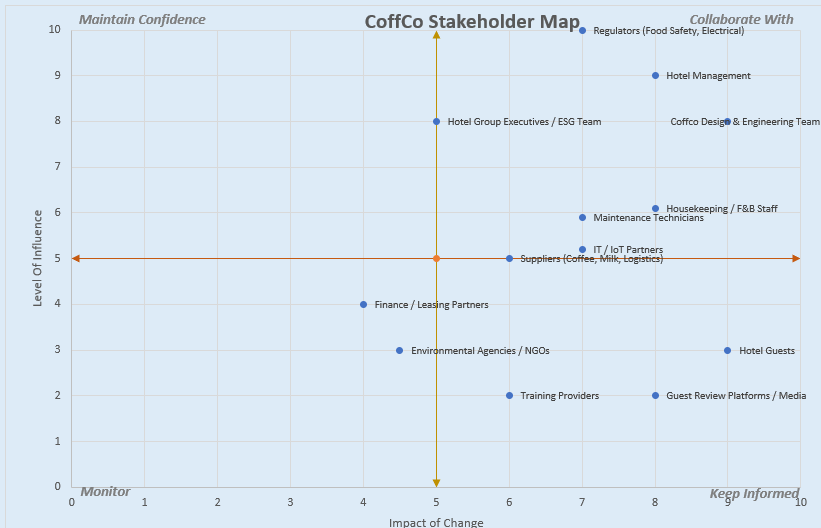 CoffCo Stakeholder Map
Maintain Confidence
Collaborate With
10
Regulators (Food Safety, Electrical)
9
Hotel Management
8
Hotel Group Executives / ESG Team
Coffco Design & Engineering Team
7
6
Housekeeping / F&B Staff
Maintenance Technicians
IT / IoT Partners
5
Suppliers (Coffee, Milk, Logistics)
Level Of Influence
4
Finance / Leasing Partners
3
Environmental Agencies / NGOs
Hotel Guests
2
Training Providers
Guest Review Platforms / Media
1
0
Monitor
Keep Informed
0 1 2 3 4 5 6 7 8 9 10
Impact of Change